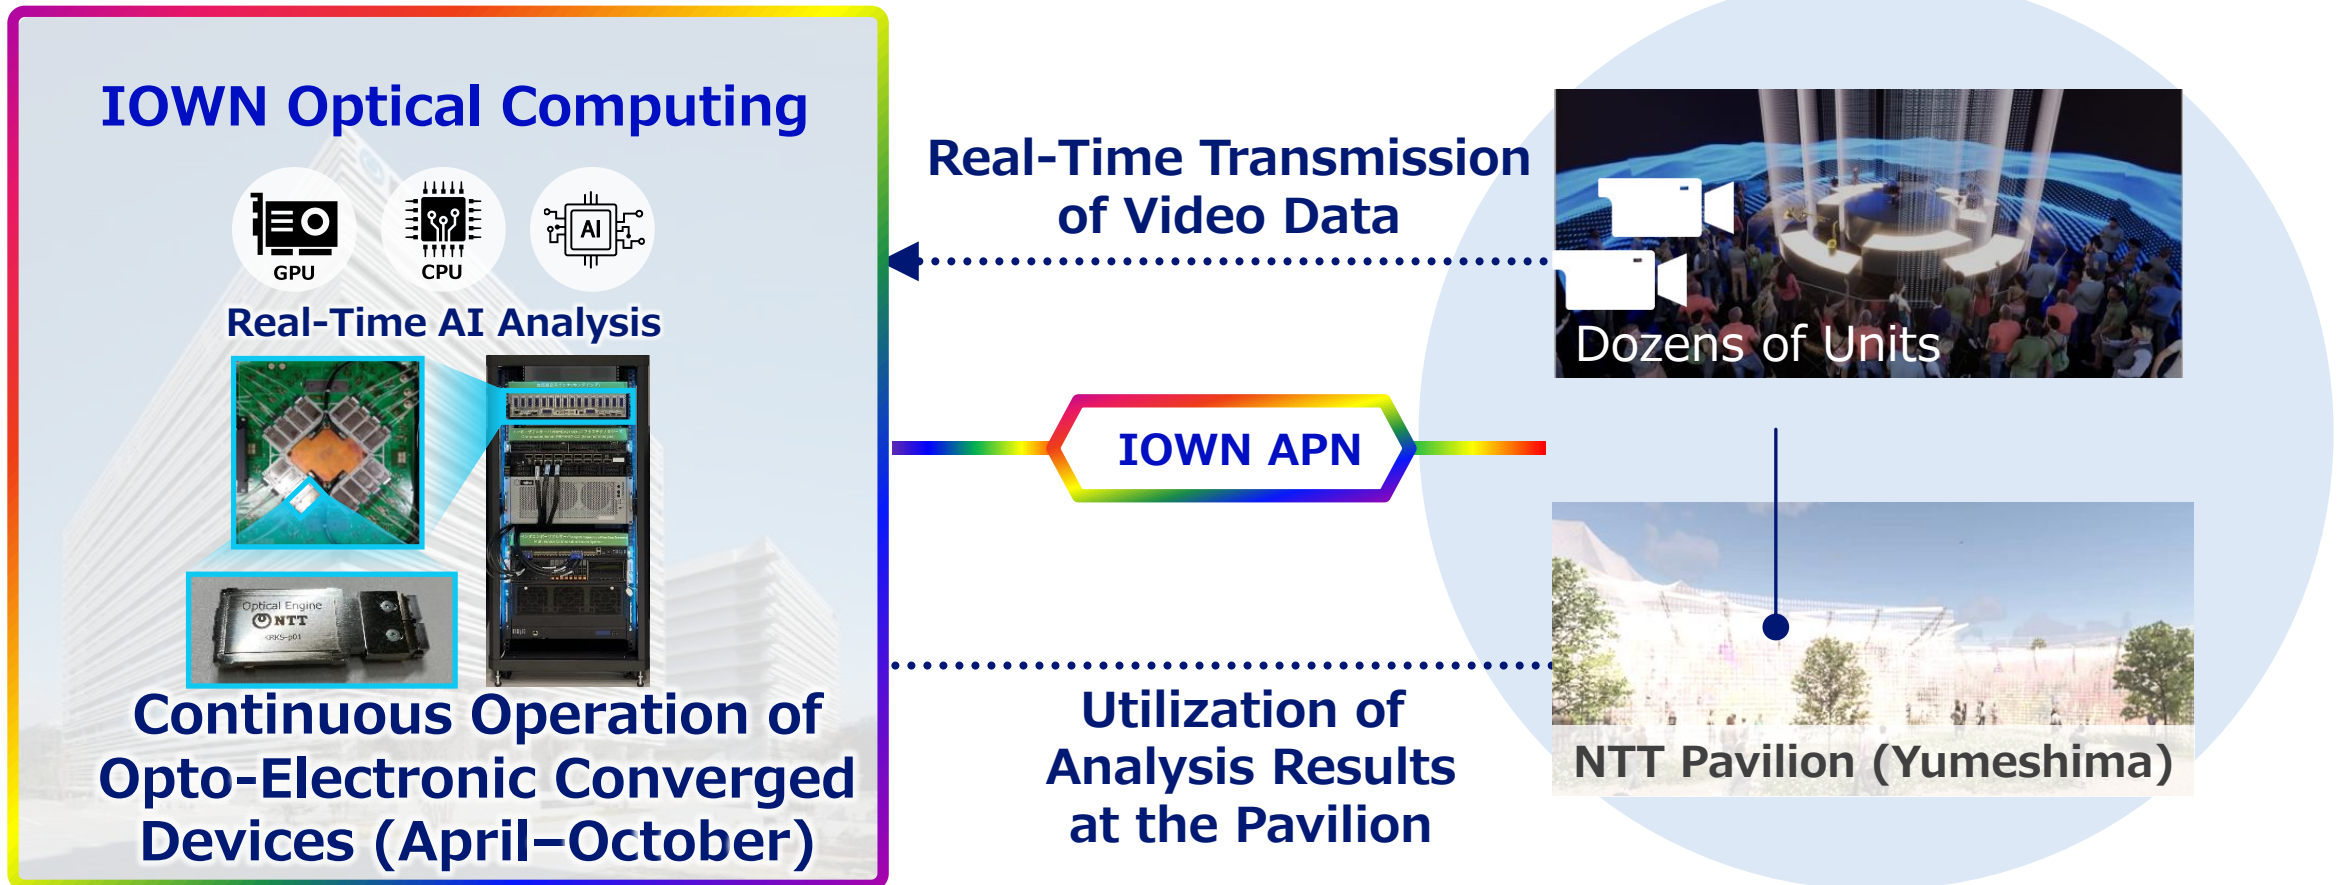 IOWN Optical Computing
GPU
CPU
AI
Real-Time AI Analysis
Optical Engine
NTT
Continuous Operation of
Opto-Electronic Converged
Devices (April–October)
Real-Time Transmission
of Video Data
IOWN APN
Utilization of
Analysis Results
at the Pavilion
Dozens of Units
NTT Pavilion (Yumeshima)